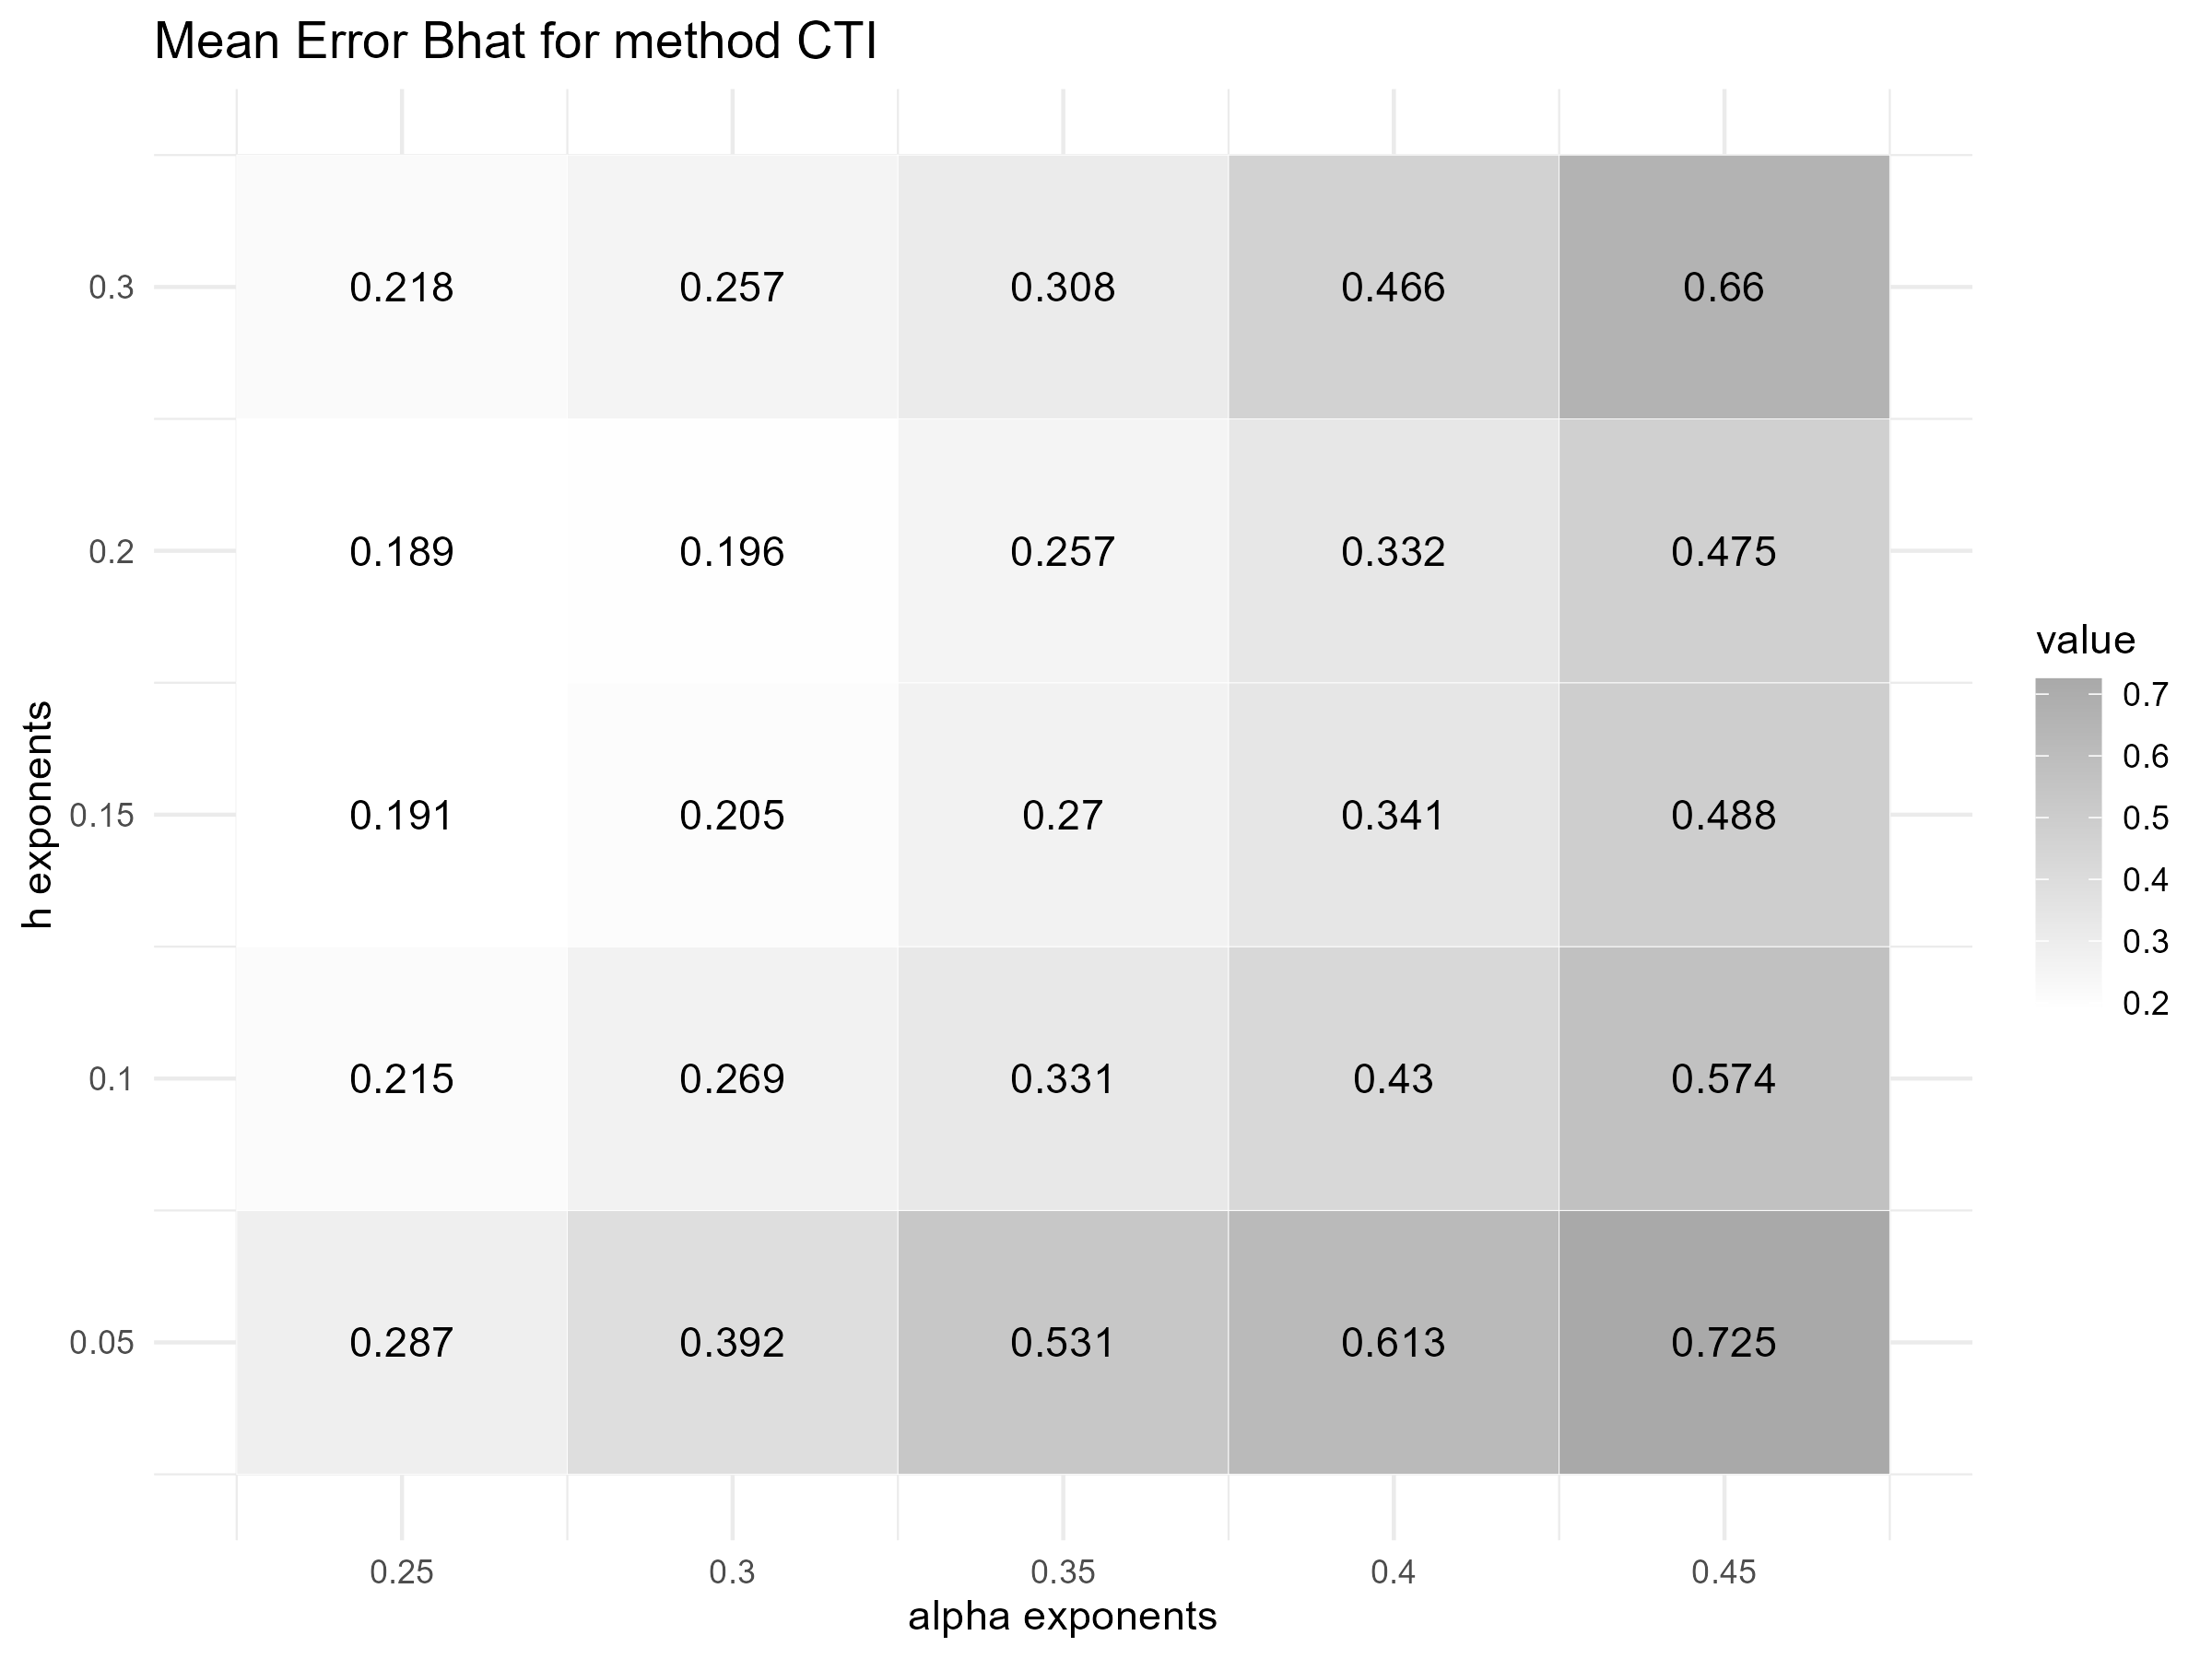 Mean Error Bhat for method CTI
0.3 0.218 0.257 0.308 0.466 0.66
0.2 0.189 0.196 0.257 0.332 0.475
0.15 0.191 0.205 0.27 0.341 0.488
0.1 0.215 0.269 0.331 0.43 0.574
0.05 0.287 0.392 0.531 0.613 0.725
0.25 0.3 0.35 0.4 0.45
alpha exponents
h exponents
value
0.7
0.6
0.5
0.4
0.3
0.2